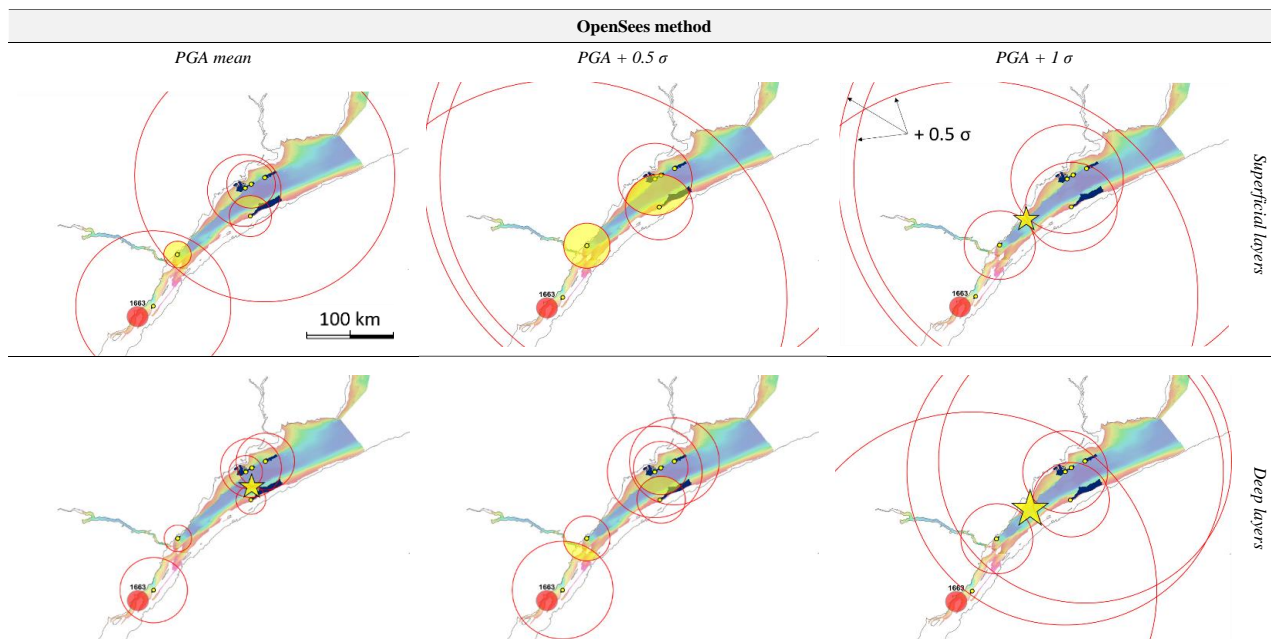 OpenSees method
PGA mean
PGA + 0.5 σ
PGA + 1 σ
+ 0.5 σ
Superficial layers
1663
1663
1663
100 km
Deep layers
1663
1663
1663